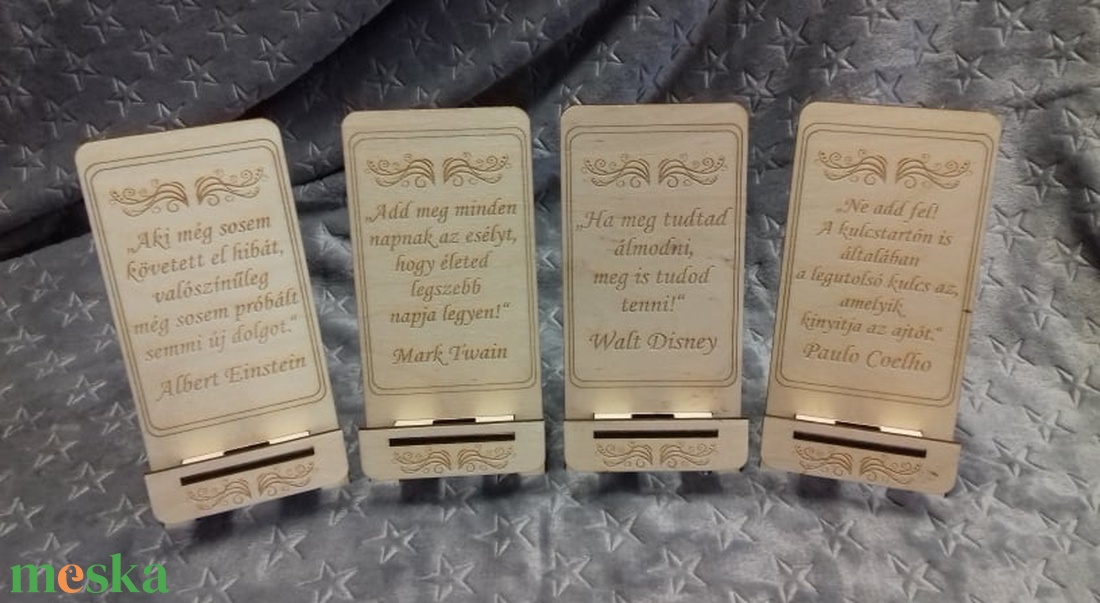 „Aki még sosem
követett el hibát,
valószínűleg
még sosem próbált
semmi új dolgot.“
Albert Einstein
„Add meg minden
napnak az esélyt,
hogy életed
legszebb
napja legyen!“
Mark Twain
„Ha meg tudtad
álmodni,
meg is tudod
tenni!“
Walt Disney
„Ne add fel!
A kulcstartón is
általában
a legutolsó kulcs az,
amelyik
kinyitja az ajtót.“
Paulo Coelho
meska